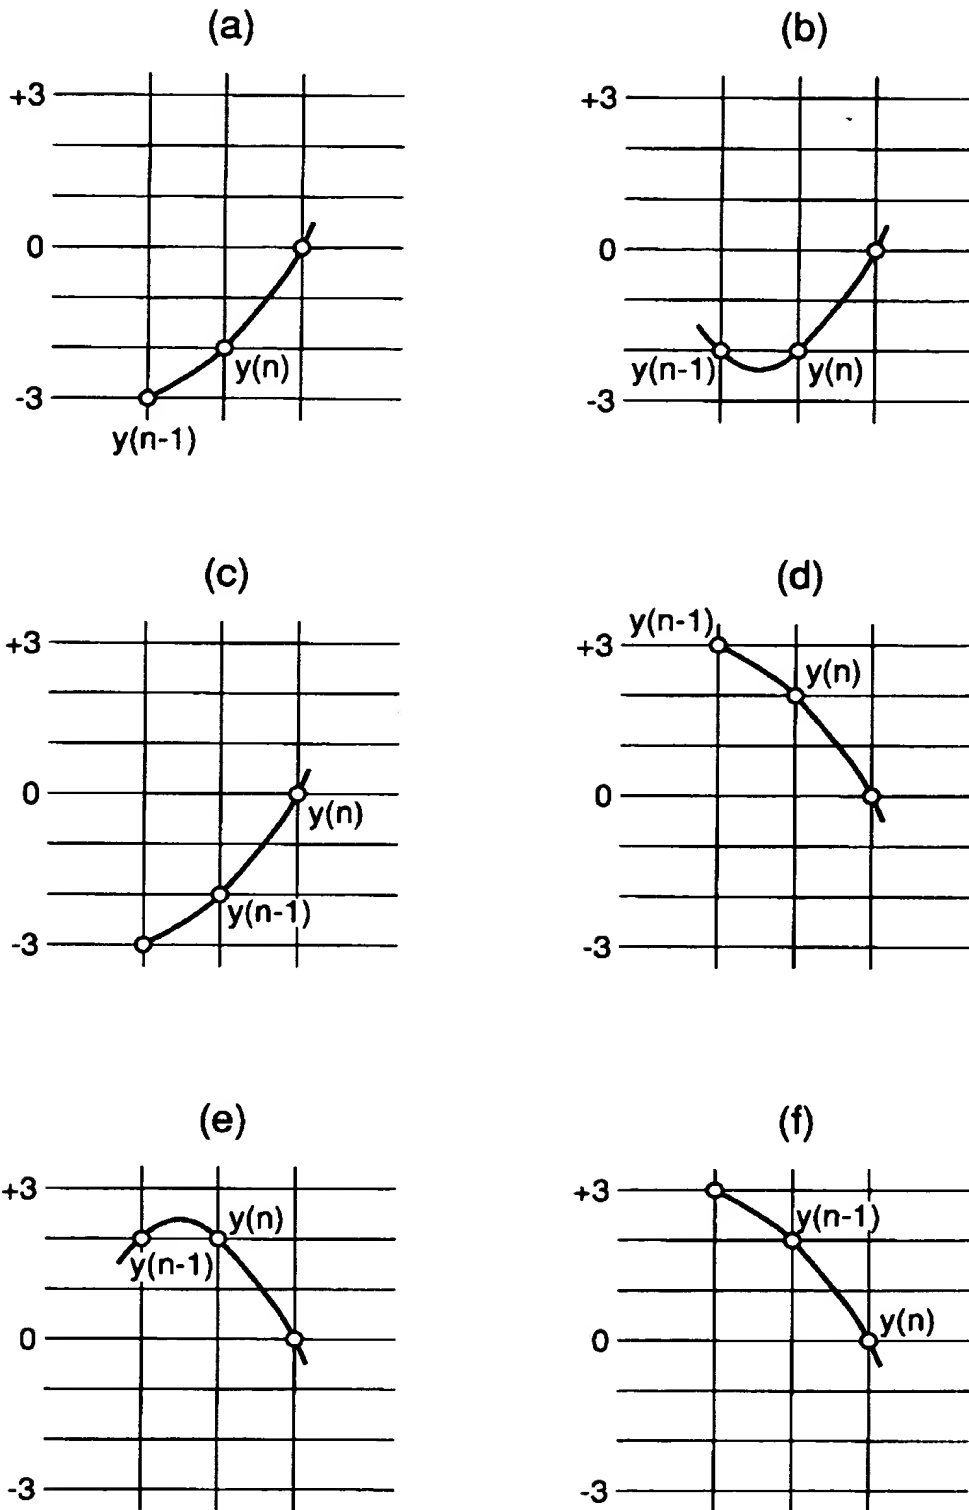 (a)
+3
0
-3
y(n)
y(n-1)
(b)
+3
0
-3
y(n-1)
y(n)
(c)
+3
0
-3
y(n)
y(n-1)
(d)
y(n-1)
+3
y(n)
0
-3
(e)
+3
y(n)
y(n-1)
0
-3
(f)
+3
y(n-1)
0
y(n)
-3